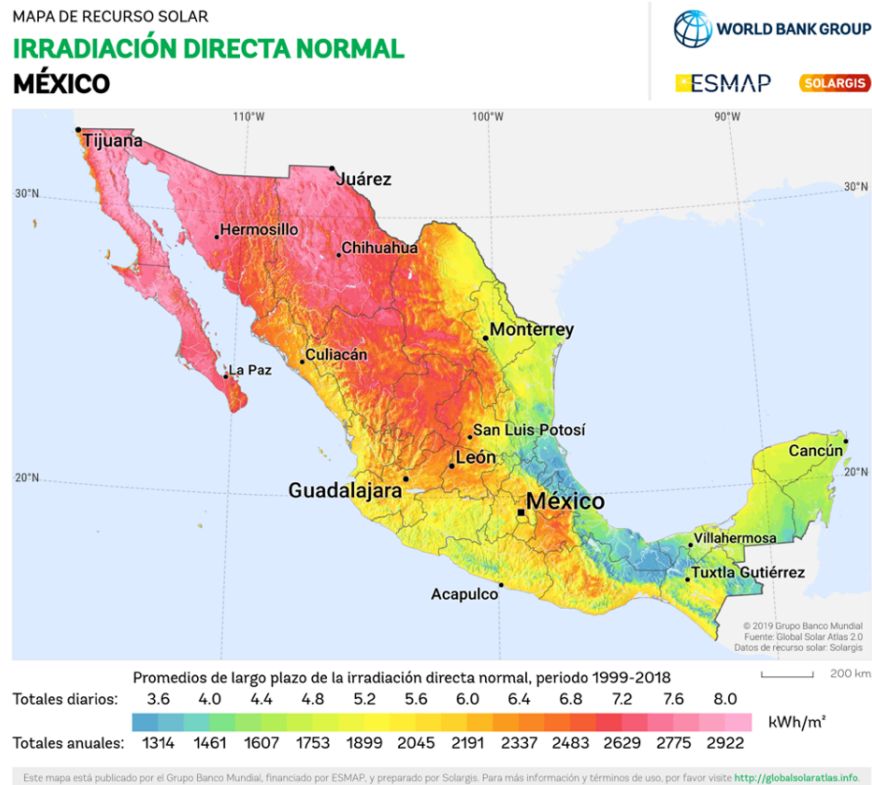 MAPA DE RECURSO SOLAR
IRRADIACIÓN DIRECTA NORMAL
MÉXICO
WORLD BANK GROUP
ESMAP
SOLARGIS
110°W 100°W 90°W
Tijuana
Juárez
30°N 30°N
Hermosillo
Chihuahua
Monterrey
Culiacán
La Paz
San Luis Potosí
Cancún
León
20°N 20°N
Guadalajara
México
Villahermosa
Tuxtla Gutiérrez
Acapulco
© 2019 Grupo Banco Mundial
Fuente: Global Solar Atlas 2.0
Datos de recurso solar: Solargis
Promedios de largo plazo de la irradiación directa normal, periodo 1999-2018
200 km
Totales diarios: 3.6 4.0 4.4 4.8 5.2 5.6 6.0 6.4 6.8 7.2 7.6 8.0
kWh/m²
Totales anuales: 1314 1461 1607 1753 1899 2045 2191 2337 2483 2629 2775 2922
Este mapa está publicado por el Grupo Banco Mundial, financiado por ESMAP, y preparado por Solargis. Para más información y términos de uso, por favor visite http://globalsolaratlas.info.